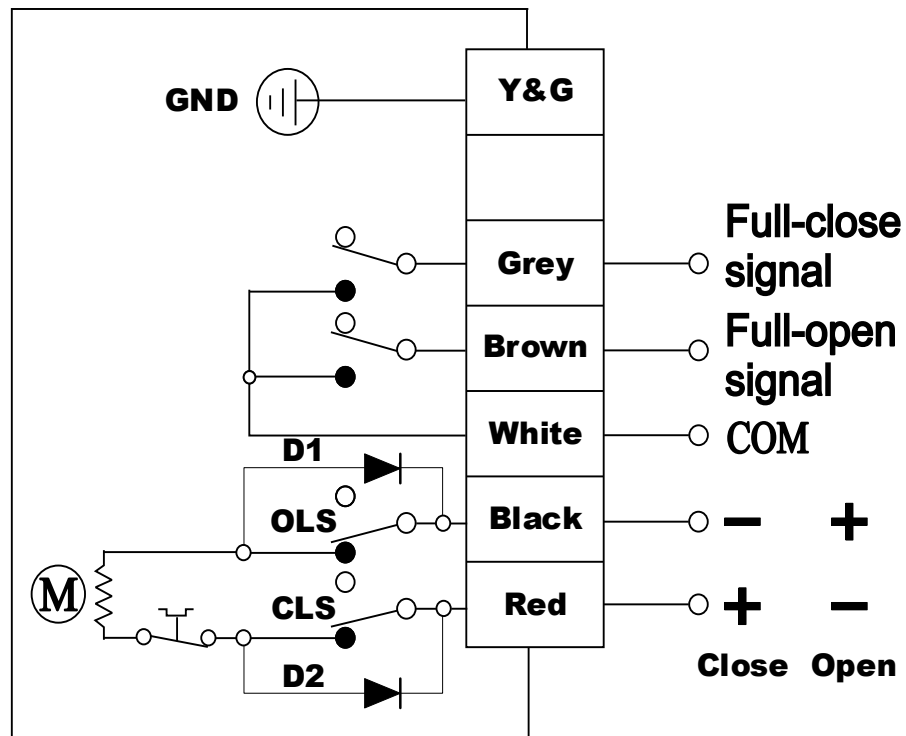 GND
Y&G
Grey
Full-close
signal
Brown
Full-open
signal
White
COM
D1
OLS
Black
− +
M
CLS
Red
+ −
Close Open
D2